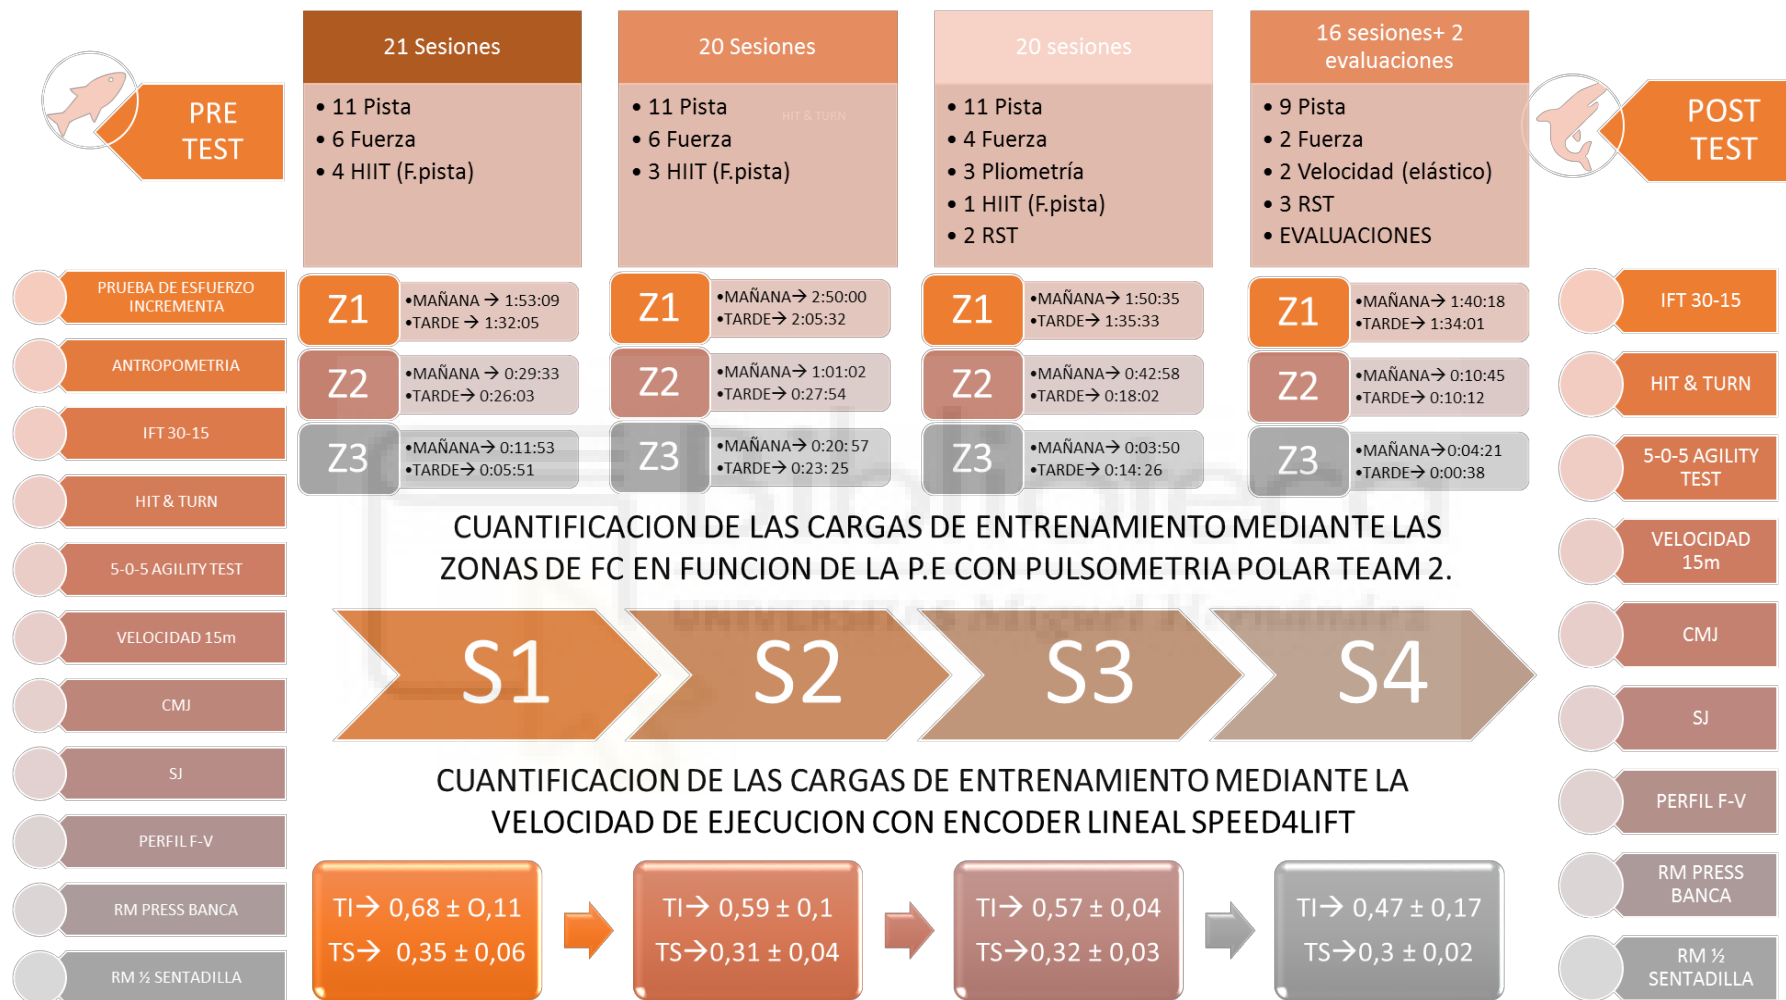 PRE
TEST
PRUEBA DE ESFUERZO
INCREMENTA
ANTROPOMETRIA
IFT 30-15
HIT & TURN
5-0-5 AGILITY TEST
VELOCIDAD 15m
CMJ
SJ
PERFIL F-V
RM PRESS BANCA
RM ½ SENTADILLA
21 Sesiones
• 11 Pista
• 6 Fuerza
• 4 HIIT (F.pista)
20 Sesiones
• 11 Pista
HIT & TURN
• 6 Fuerza
• 3 HIIT (F.pista)
20 sesiones
• 11 Pista
• 4 Fuerza
• 3 Pliometría
• 1 HIIT (F.pista)
• 2 RST
16 sesiones+ 2
evaluaciones
• 9 Pista
• 2 Fuerza
• 2 Velocidad (elástico)
• 3 RST
• EVALUACIONES
Z1
•MAÑANA → 1:53:09
•TARDE → 1:32:05
Z2
•MAÑANA → 0:29:33
•TARDE→ 0:26:03
Z3
•MAÑANA→ 0:11:53
•TARDE→ 0:05:51
Z1
•MAÑANA→ 2:50:00
•TARDE→ 2:05:32
Z2
•MAÑANA→ 1:01:02
•TARDE→ 0:27:54
Z3
•MAÑANA→ 0:20: 57
•TARDE→ 0:23: 25
Z1
•MAÑANA→ 1:50:35
•TARDE→ 1:35:33
Z2
•MAÑANA→ 0:42:58
•TARDE→ 0:18:02
Z3
•MAÑANA→ 0:03:50
•TARDE→ 0:14: 26
Z1
•MAÑANA→ 1:40:18
•TARDE→ 1:34:01
Z2
•MAÑANA→ 0:10:45
•TARDE→ 0:10:12
Z3
•MAÑANA→0:04:21
•TARDE→ 0:00:38
Biblioteca
CUANTIFICACION DE LAS CARGAS DE ENTRENAMIENTO MEDIANTE LAS
ZONAS DE FC EN FUNCION DE LA P.E CON PULSOMETRIA POLAR TEAM 2.
UNIVERSITAS Miguel Hernández
S1
S2
S3
S4
CUANTIFICACION DE LAS CARGAS DE ENTRENAMIENTO MEDIANTE LA
VELOCIDAD DE EJECUCION CON ENCODER LINEAL SPEED4LIFT
TI→ 0,68 ± O,11
TS→ 0,35 ± 0,06
TI→ 0,59 ± 0,1
TS→0,31 ± 0,04
TI→ 0,57 ± 0,04
TS→0,32 ± 0,03
TI→ 0,47 ± 0,17
TS→0,3 ± 0,02
POST
TEST
IFT 30-15
HIT & TURN
5-0-5 AGILITY
TEST
VELOCIDAD
15m
CMJ
SJ
PERFIL F-V
RM PRESS
BANCA
RM ½
SENTADILLA